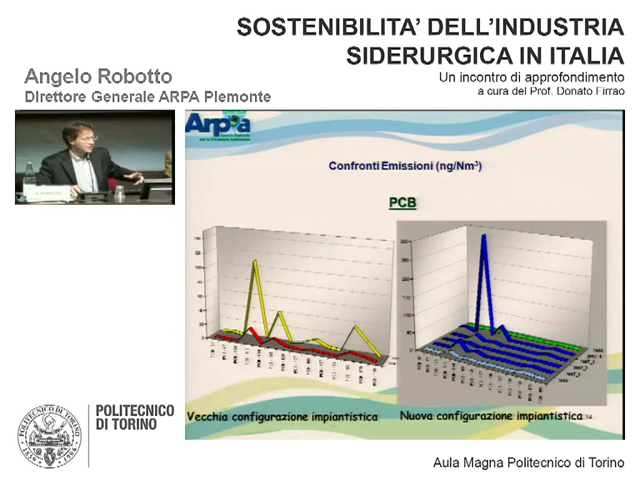 SOSTENIBILITA’ DELL’INDUSTRIA
SIDERURGICA IN ITALIA
Un incontro di approfondimento
a cura del Prof. Donato Firrao
Angelo Robotto
Direttore Generale ARPA Piemonte
Arpa
Confronti Emissioni (ng/Nm³)
PCB
Vecchia configurazione impiantistica
Nuova configurazione impiantistica
POLITECNICO
DI TORINO
Aula Magna Politecnico di Torino